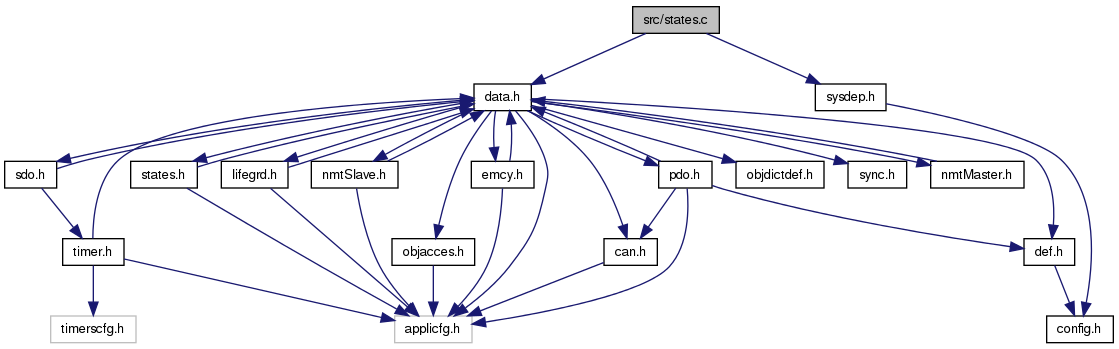 src/states.c
data.h
sysdep.h
sdo.h
states.h
lifegrd.h
nmtSlave.h
emcy.h
pdo.h
objdictdef.h
sync.h
nmtMaster.h
timer.h
objacces.h
can.h
def.h
timerscfg.h
applicfg.h
config.h